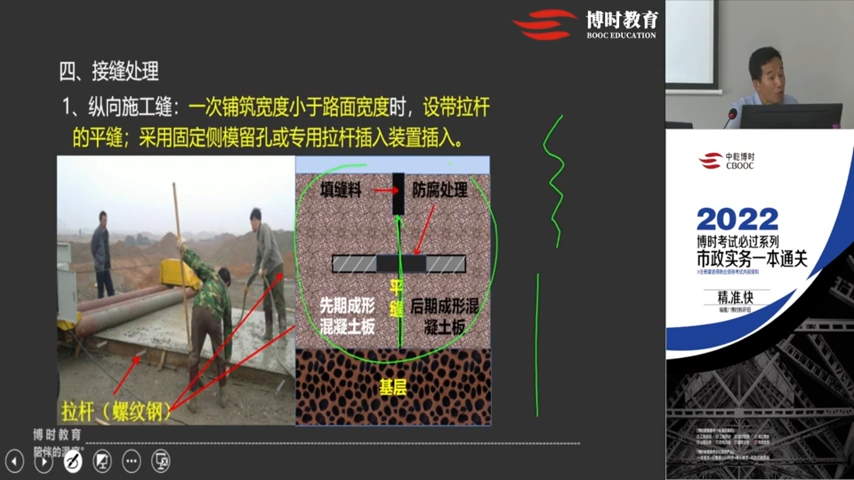 博时教育
BOOC EDUCATION
四、接缝处理
1、纵向施工缝：一次铺筑宽度小于路面宽度时，设带拉杆
的平缝；采用固定侧模留孔或专用拉杆插入装置插入。
填缝料
防腐处理
平缝
先期成形
混凝土板
后期成形混
凝土板
基层
拉杆（螺纹钢）
博时教育
中乾博时
CBOOC
2022
博时考试必过系列
市政实务一本通关
精,准,快